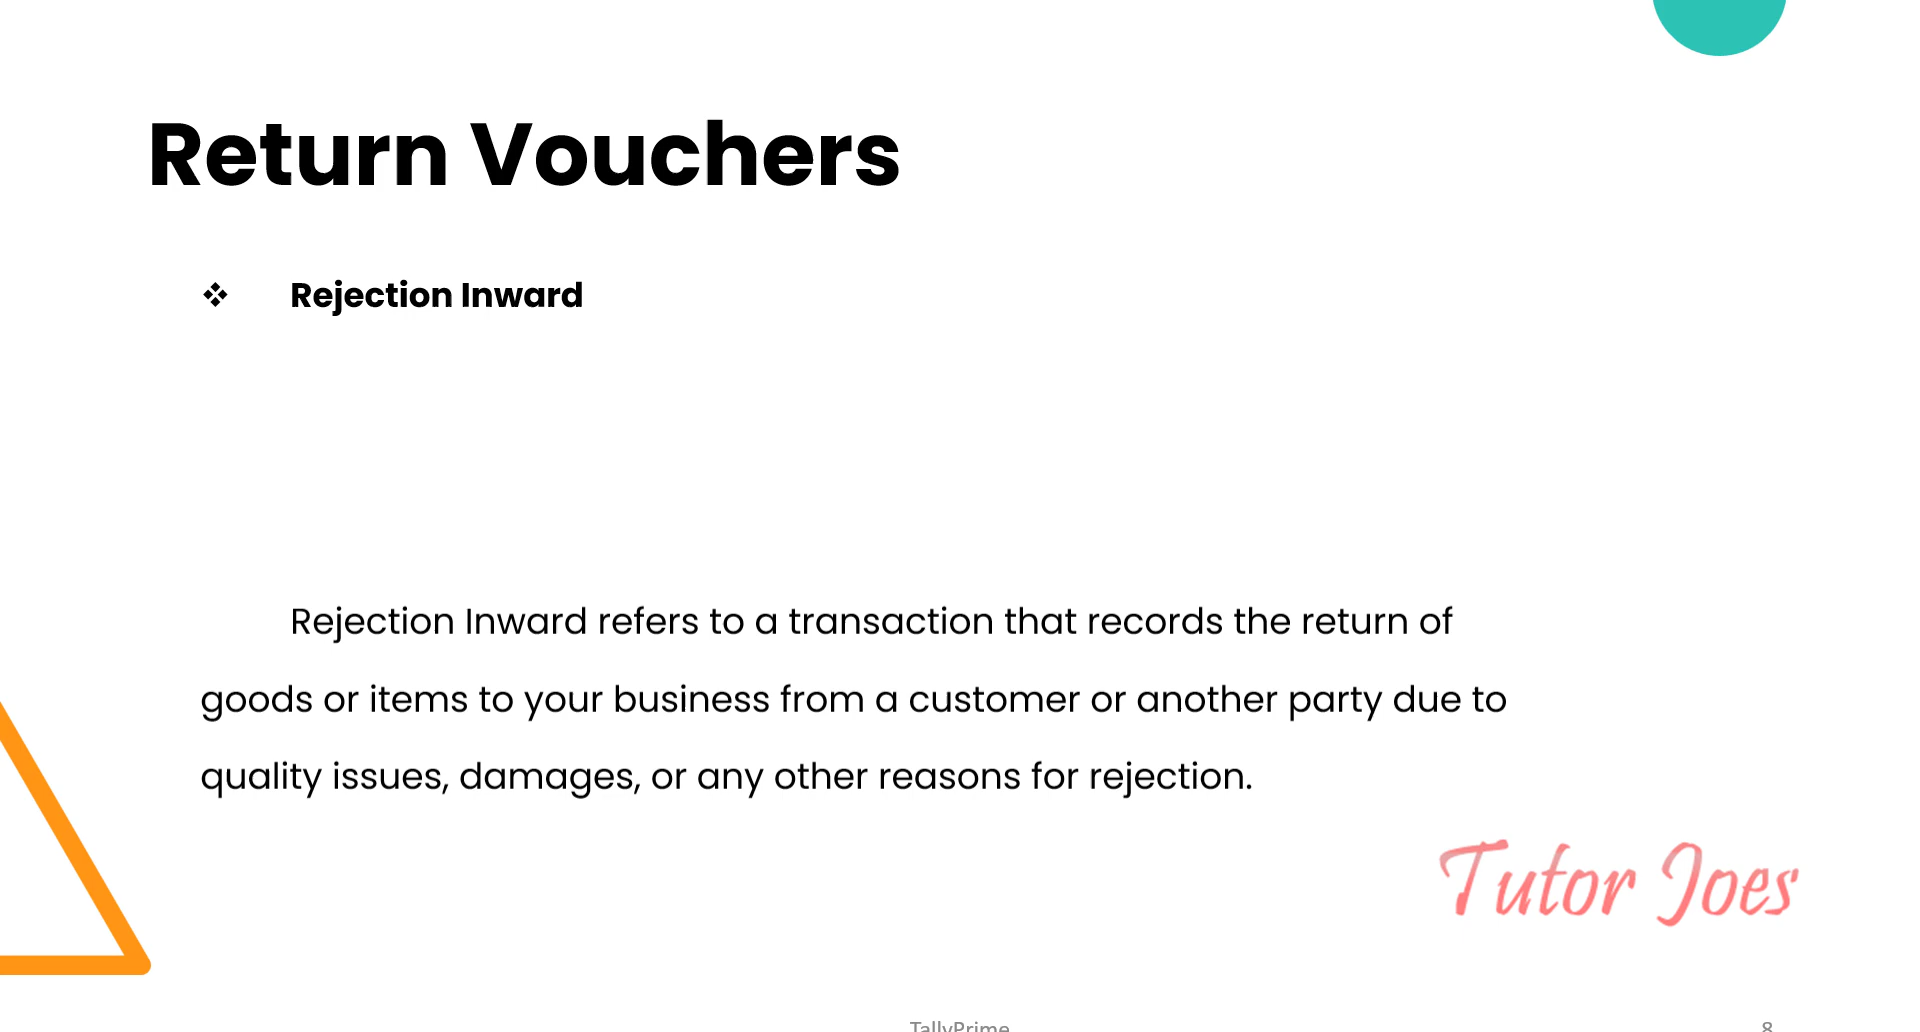 Return Vouchers
❖ Rejection Inward
Rejection Inward refers to a transaction that records the return of
goods or items to your business from a customer or another party due to
quality issues, damages, or any other reasons for rejection.
Tutor Joes
TallyPrime
8